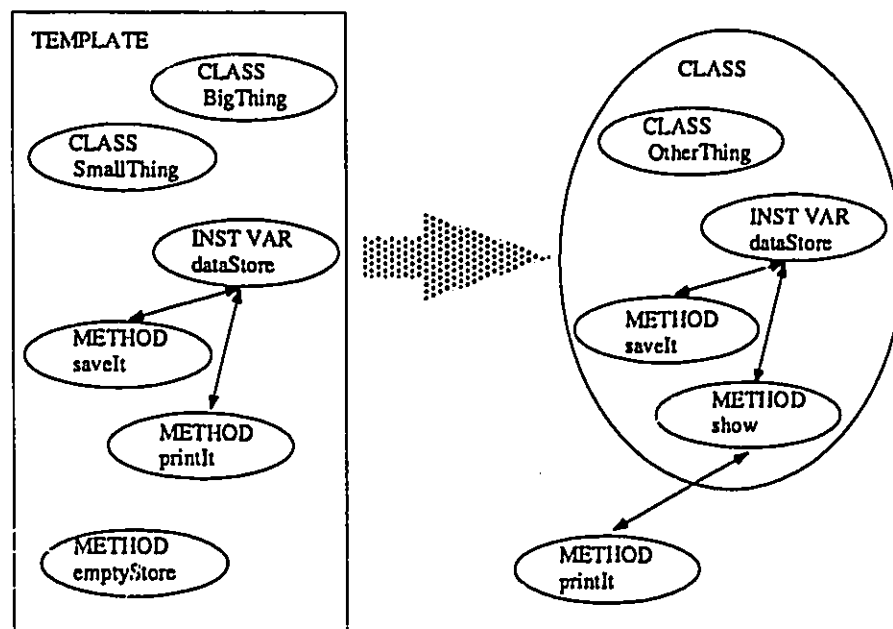 TEMPLATE
CLASS
BigThing
CLASS
SmallThing
INST VAR
dataStore
METHOD
saveIt
METHOD
printIt
METHOD
emptyStore
CLASS
CLASS
OtherThing
INST VAR
dataStore
METHOD
saveIt
METHOD
show
METHOD
printIt